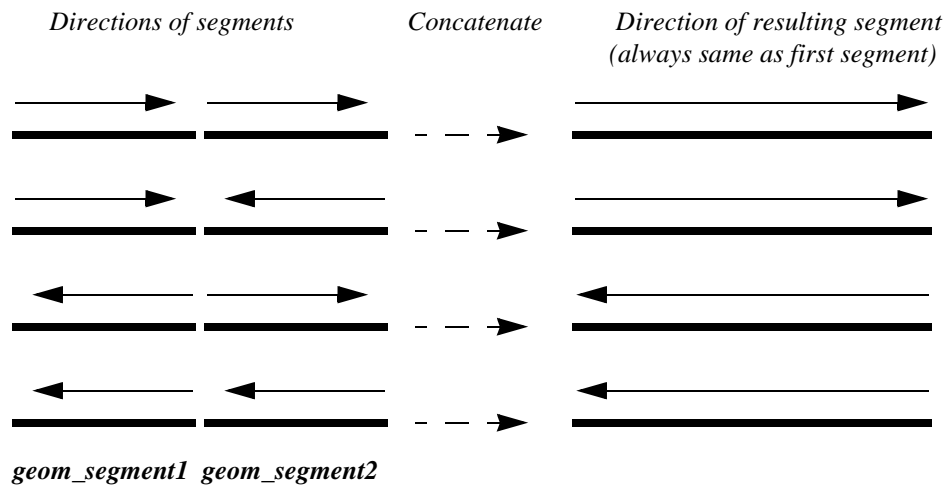 Directions of segments
Concatenate
Direction of resulting segment
(always same as first segment)
geom_segment1 geom_segment2